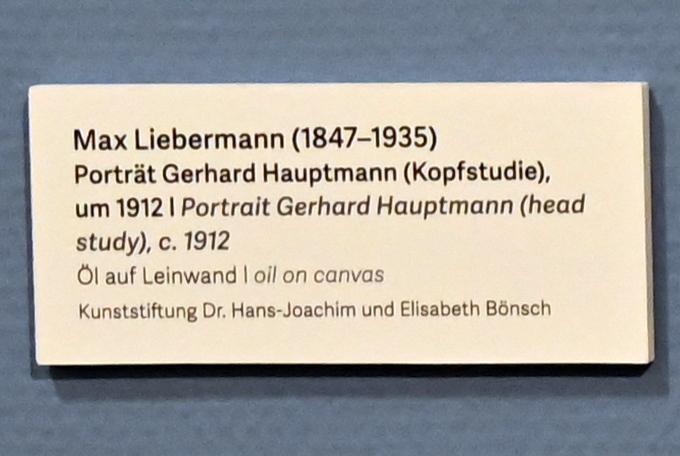 Max Liebermann (1847–1935)
Porträt Gerhard Hauptmann (Kopfstudie),
um 1912 | Portrait Gerhard Hauptmann (head
study), c. 1912
Öl auf Leinwand | oil on canvas
Kunststiftung Dr. Hans-Joachim und Elisabeth Bönsch